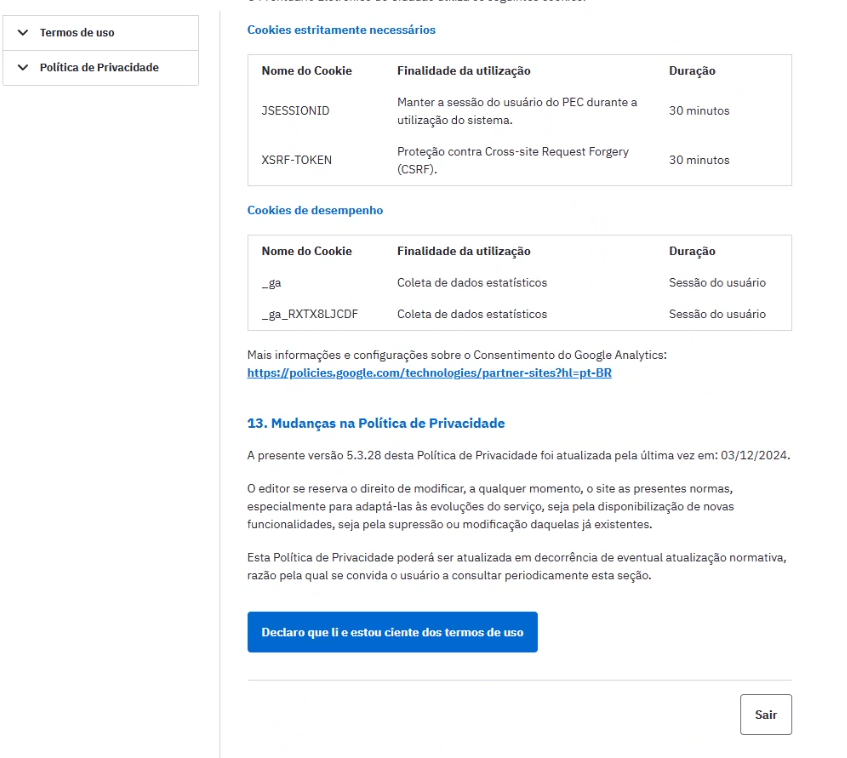 Termos de uso
Política de Privacidade
Cookies estritamente necessários
Nome do Cookie Finalidade da utilização Duração
JSESSIONID Manter a sessão do usuário do PEC durante a utilização do sistema. 30 minutos
XSRF-TOKEN Proteção contra Cross-site Request Forgery (CSRF). 30 minutos
Cookies de desempenho
Nome do Cookie Finalidade da utilização Duração
_ga Coleta de dados estatísticos Sessão do usuário
_ga_RXTX8LJCDF Coleta de dados estatísticos Sessão do usuário
Mais informações e configurações sobre o Consentimento do Google Analytics:
https://policies.google.com/technologies/partner-sites?hl=pt-BR
13. Mudanças na Política de Privacidade
A presente versão 5.3.28 desta Política de Privacidade foi atualizada pela última vez em: 03/12/2024.
O editor se reserva o direito de modificar, a qualquer momento, o site as presentes normas,
especialmente para adaptá-las às evoluções do serviço, seja pela disponibilização de novas
funcionalidades, seja pela supressão ou modificação daquelas já existentes.
Esta Política de Privacidade poderá ser atualizada em decorrência de eventual atualização normativa,
razão pela qual se convida o usuário a consultar periodicamente esta seção.
Declaro que li e estou ciente dos termos de uso
Sair